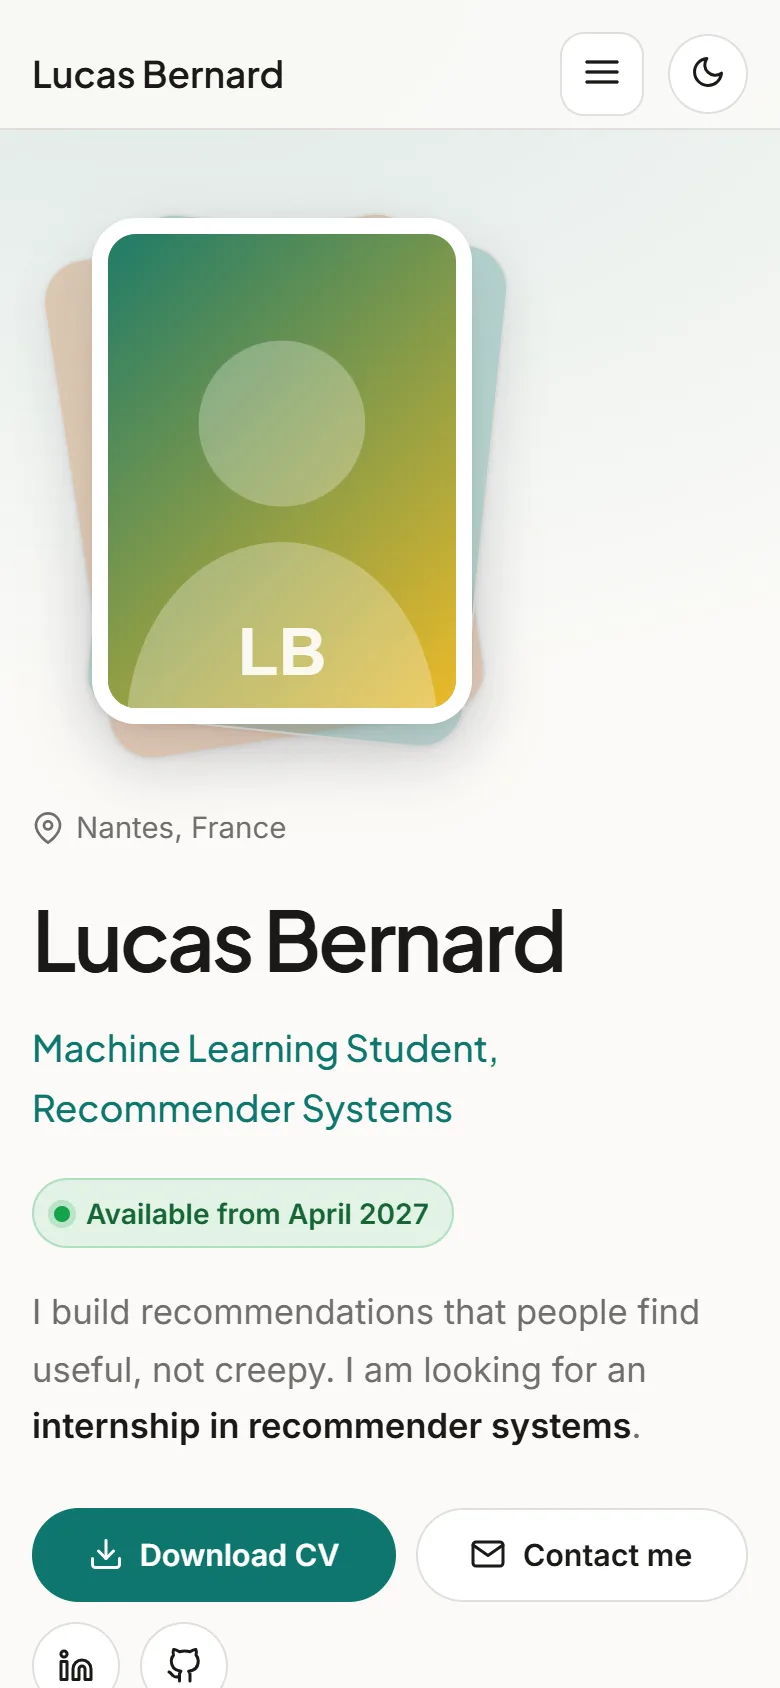 Lucas Bernard
LB
Nantes, France
Lucas Bernard
Machine Learning Student,
Recommender Systems
Available from April 2027
I build recommendations that people find
useful, not creepy. I am looking for an
internship in recommender systems.
Download CV
Contact me
in